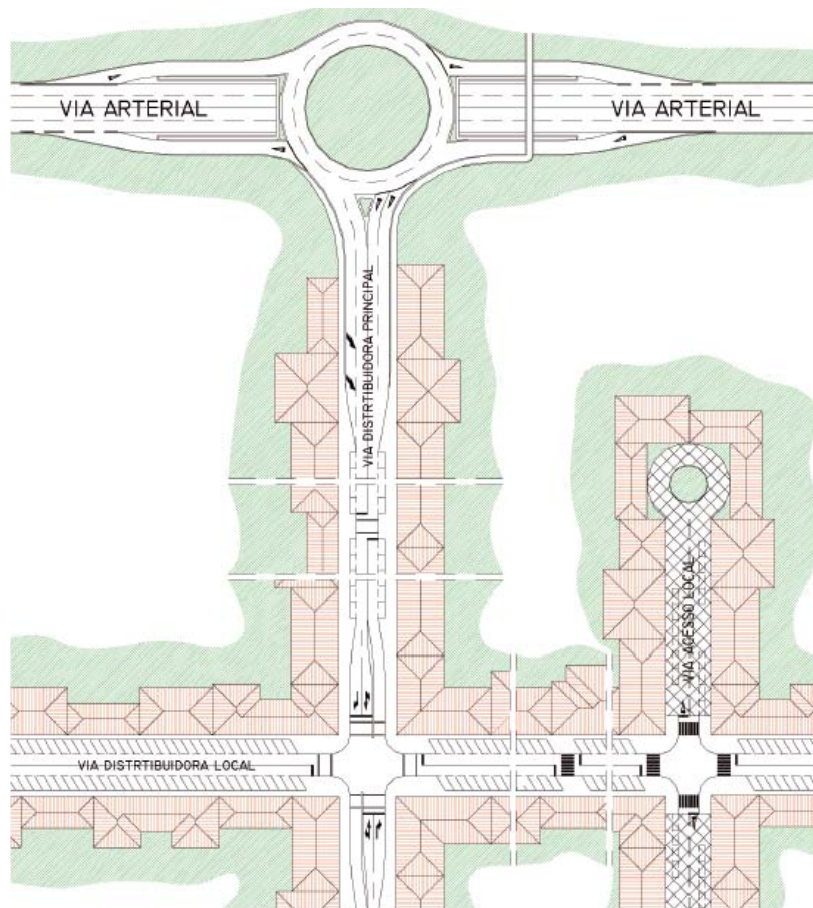 VIA ARTERIAL
VIA ARTERIAL
VIA DISTRTIBUIDORA PRINCIPAL
VIA ACESSO LOCAL
VIA DISTRTIBUIDORA LOCAL